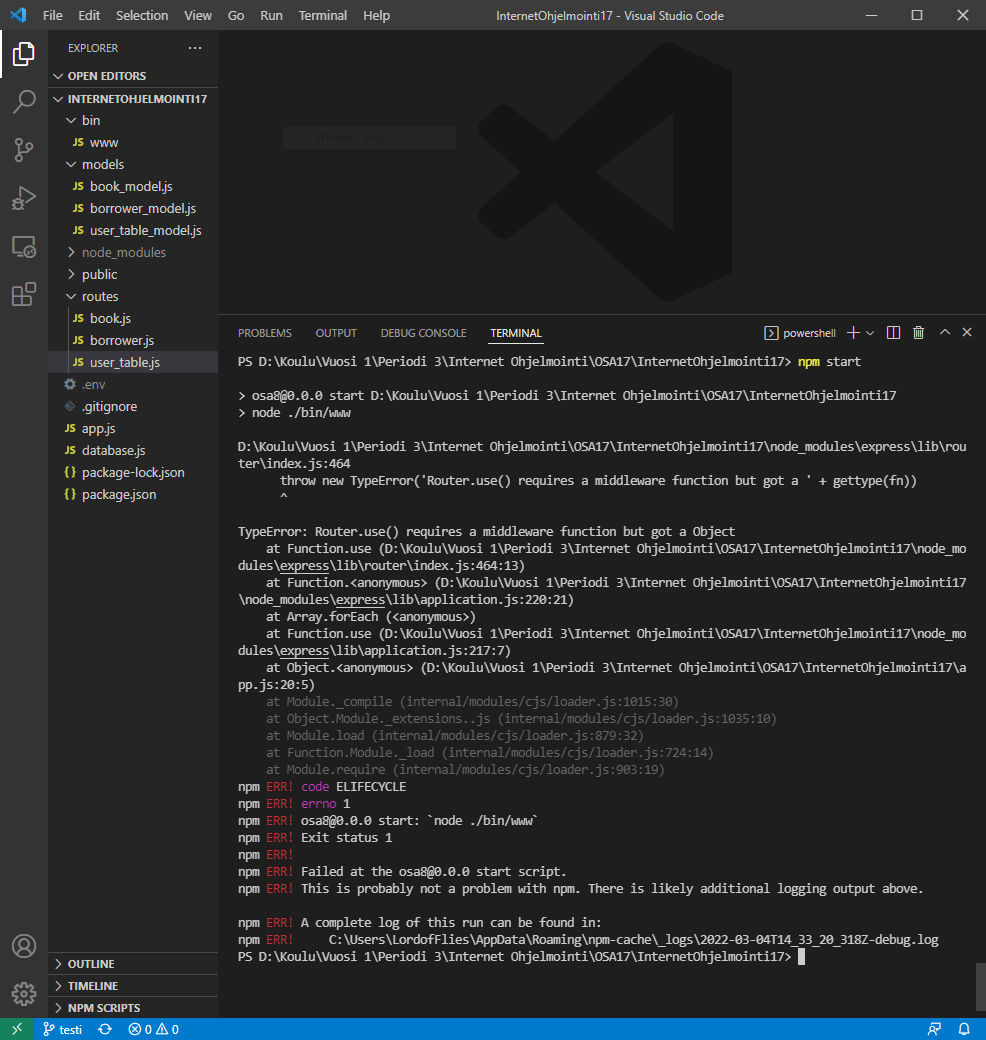 File Edit Selection View Go Run Terminal Help InternetOhjelmointi17 - Visual Studio Code
EXPLORER
OPEN EDITORS
INTERNETOHJELMOINTI17
bin
JS www
models
JS book_model.js
JS borrower_model.js
JS user_table_model.js
node_modules
public
routes
JS book.js
JS borrower.js
JS user_table.js
.env
.gitignore
JS app.js
JS database.js
{} package-lock.json
{} package.json
OUTLINE
TIMELINE
NPM SCRIPTS
Window Snip
PROBLEMS OUTPUT DEBUG CONSOLE TERMINAL powershell
PS D:\Koulu\Vuosi 1\Periodi 3\Internet Ohjelmointi\OSA17\InternetOhjelmointi17> npm start
> osa8@0.0.0 start D:\Koulu\Vuosi 1\Periodi 3\Internet Ohjelmointi\OSA17\InternetOhjelmointi17
> node ./bin/www
D:\Koulu\Vuosi 1\Periodi 3\Internet Ohjelmointi\OSA17\InternetOhjelmointi17\node_modules\express\lib\rou
ter\index.js:464
throw new TypeError('Router.use() requires a middleware function but got a ' + gettype(fn))
^
TypeError: Router.use() requires a middleware function but got a Object
at Function.use (D:\Koulu\Vuosi 1\Periodi 3\Internet Ohjelmointi\OSA17\InternetOhjelmointi17\node_mo
dules\express\lib\router\index.js:464:13)
at Function.<anonymous> (D:\Koulu\Vuosi 1\Periodi 3\Internet Ohjelmointi\OSA17\InternetOhjelmointi17
\node_modules\express\lib\application.js:220:21)
at Array.forEach (<anonymous>)
at Function.use (D:\Koulu\Vuosi 1\Periodi 3\Internet Ohjelmointi\OSA17\InternetOhjelmointi17\node_mo
dules\express\lib\application.js:217:7)
at Object.<anonymous> (D:\Koulu\Vuosi 1\Periodi 3\Internet Ohjelmointi\OSA17\InternetOhjelmointi17\a
pp.js:20:5)
at Module._compile (internal/modules/cjs/loader.js:1015:30)
at Object.Module._extensions..js (internal/modules/cjs/loader.js:1035:10)
at Module.load (internal/modules/cjs/loader.js:879:32)
at Function.Module._load (internal/modules/cjs/loader.js:724:14)
at Module.require (internal/modules/cjs/loader.js:903:19)
npm ERR! code ELIFECYCLE
npm ERR! errno 1
npm ERR! osa8@0.0.0 start: `node ./bin/www`
npm ERR! Exit status 1
npm ERR!
npm ERR! Failed at the osa8@0.0.0 start script.
npm ERR! This is probably not a problem with npm. There is likely additional logging output above.
npm ERR! A complete log of this run can be found in:
npm ERR! C:\Users\LordofFlies\AppData\Roaming\npm-cache\_logs\2022-03-04T14_33_20_318Z-debug.log
PS D:\Koulu\Vuosi 1\Periodi 3\Internet Ohjelmointi\OSA17\InternetOhjelmointi17>
testi 0 0